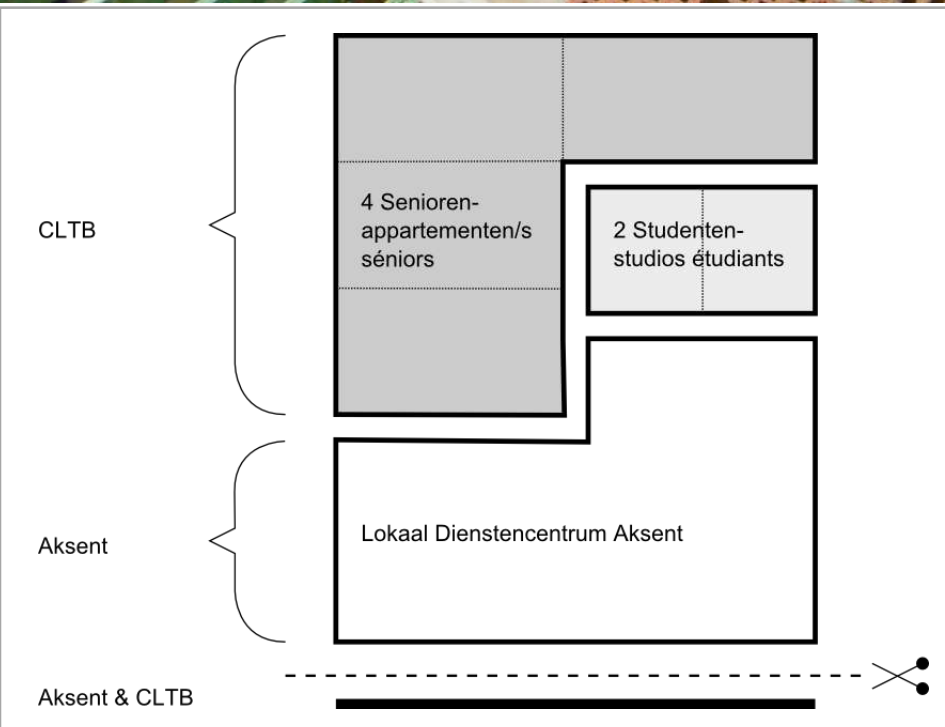 CLTB
4 Senioren-
appartementen/s
séniors
2 Studenten-
studios étudiants
Aksent
Lokaal Dienstencentrum Aksent
Aksent & CLTB